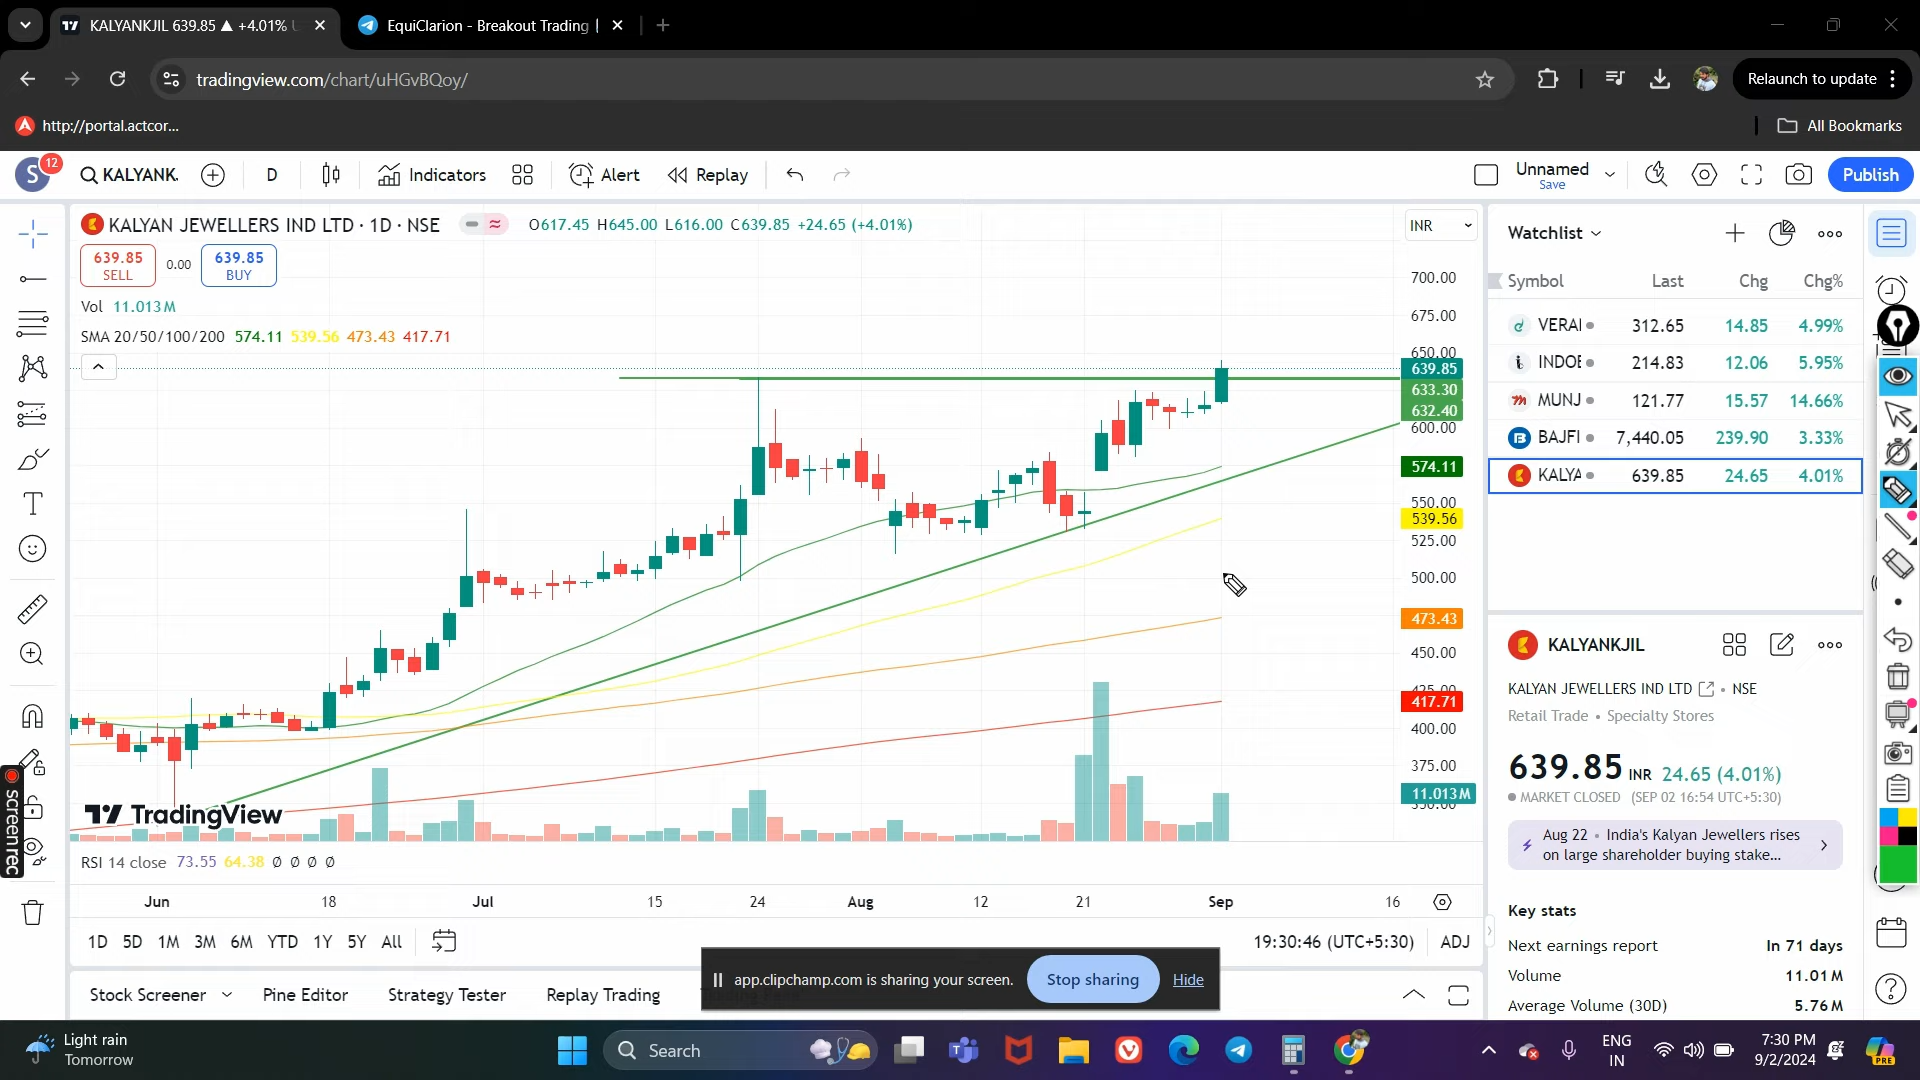 KALYANKJIL 639.85 ▲ +4.01%
EquiClarion - Breakout Trading |
tradingview.com/chart/uHGvBQoy/
Relaunch to update
http://portal.actcor...
All Bookmarks
S 12
KALYANK.
D
Indicators
Alert
Replay
Unnamed
Save
Publish
KALYAN JEWELLERS IND LTD · 1D · NSE
O617.45 H645.00 L616.00 C639.85 +24.65 (+4.01%)
INR
639.85
SELL
0.00
639.85
BUY
Vol 11.013M
SMA 20/50/100/200 574.11 539.56 473.43 417.71
700.00
675.00
650.00
639.85
633.30
632.40
600.00
574.11
550.00
539.56
525.00
500.00
473.43
450.00
425.00
417.71
400.00
375.00
11.013M
350.00
TradingView
RSI 14 close 73.55 64.38 Ø Ø Ø Ø
Jun 18 Jul 15 24 Aug 12 21 Sep 16
1D 5D 1M 3M 6M YTD 1Y 5Y All
19:30:46 (UTC+5:30) ADJ
Stock Screener
Pine Editor
Strategy Tester
Replay Trading
app.clipchamp.com is sharing your screen.
Stop sharing
Hide
Watchlist
Symbol Last Chg Chg%
VERAI 312.65 14.85 4.99%
INDOE 214.83 12.06 5.95%
MUNJ 121.77 15.57 14.66%
BAJFI 7,440.05 239.90 3.33%
KALYA 639.85 24.65 4.01%
KALYANKJIL
KALYAN JEWELLERS IND LTD • NSE
Retail Trade • Specialty Stores
639.85 INR 24.65 (4.01%)
MARKET CLOSED (SEP 02 16:54 UTC+5:30)
Aug 22 • India's Kalyan Jewellers rises
on large shareholder buying stake...
Key stats
Next earnings report In 71 days
Volume 11.01M
Average Volume (30D) 5.76M
screenrec
Light rain
Tomorrow
Search
ENG
IN
7:30 PM
9/2/2024
PRE